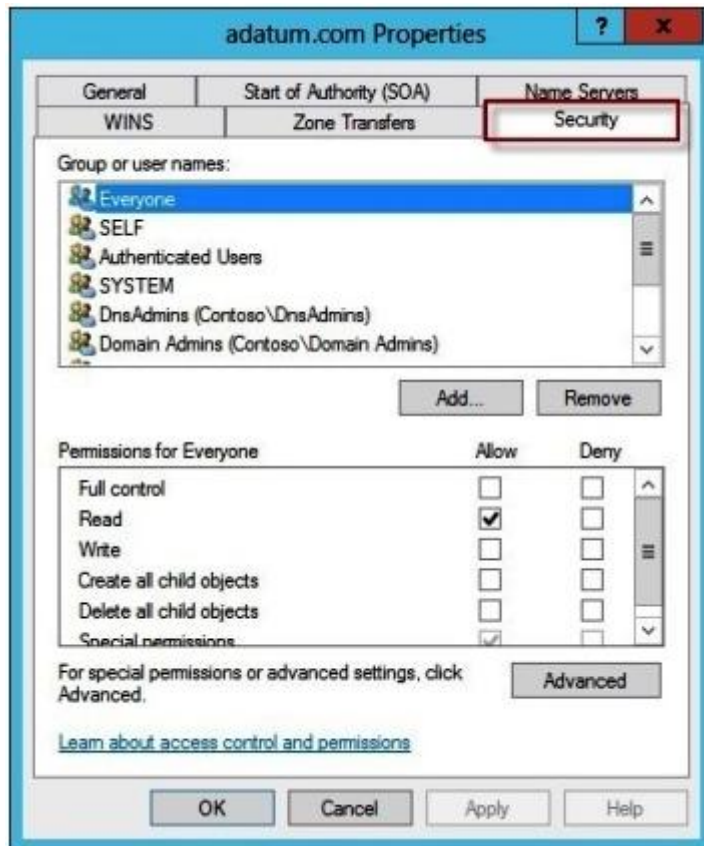 adatum.com Properties
?
x
General
Start of Authority (SOA)
Name Servers
WINS
Zone Transfers
Security
Group or user names:
Everyone
SELF
Authenticated Users
SYSTEM
DnsAdmins (Contoso\DnsAdmins)
Domain Admins (Contoso\Domain Admins)
Add...
Remove
Permissions for Everyone
Allow
Deny
Full control
Read
Write
Create all child objects
Delete all child objects
Special permissions
For special permissions or advanced settings, click
Advanced.
Advanced
Learn about access control and permissions
OK
Cancel
Apply
Help